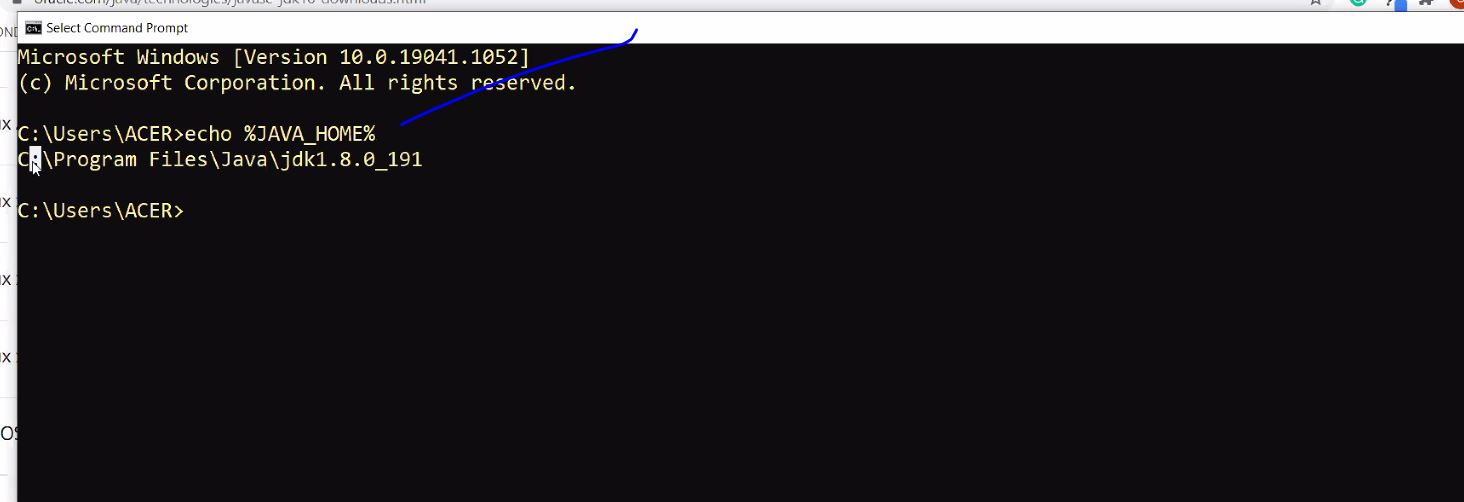 Select Command Prompt
Microsoft Windows [Version 10.0.19041.1052]
(c) Microsoft Corporation. All rights reserved.
C:\Users\ACER>echo %JAVA_HOME%
C:\Program Files\Java\jdk1.8.0_191
C:\Users\ACER>